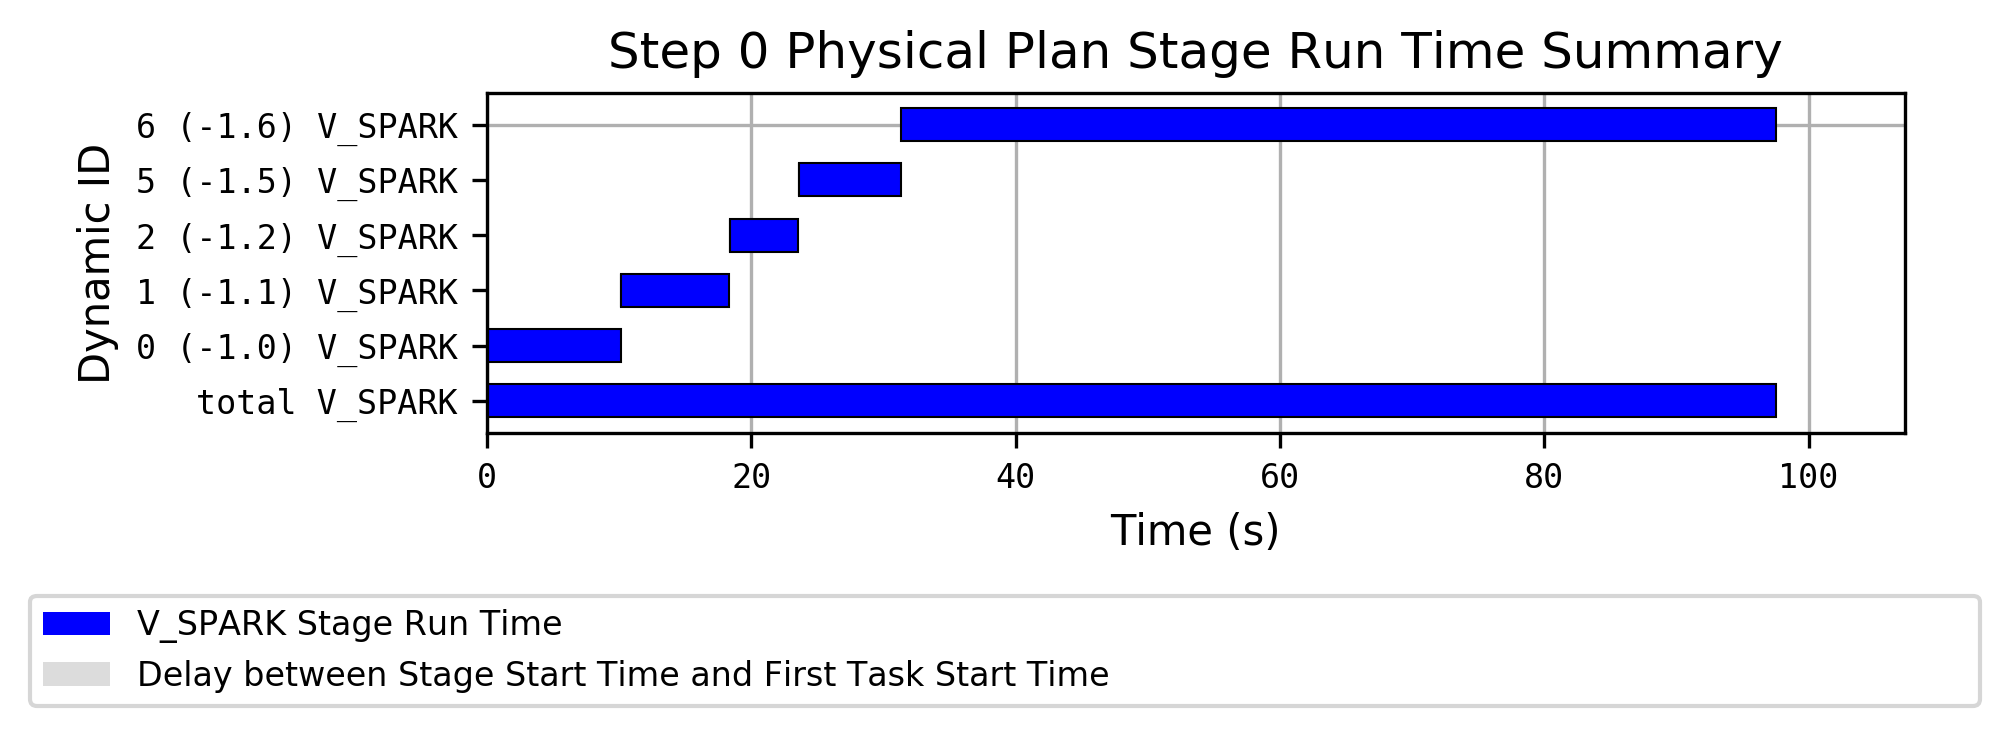 Step 0 Physical Plan Stage Run Time Summary
Dynamic ID
6 (-1.6) V_SPARK
5 (-1.5) V_SPARK
2 (-1.2) V_SPARK
1 (-1.1) V_SPARK
0 (-1.0) V_SPARK
total V_SPARK
0 20 40 60 80 100
Time (s)
V_SPARK Stage Run Time
Delay between Stage Start Time and First Task Start Time